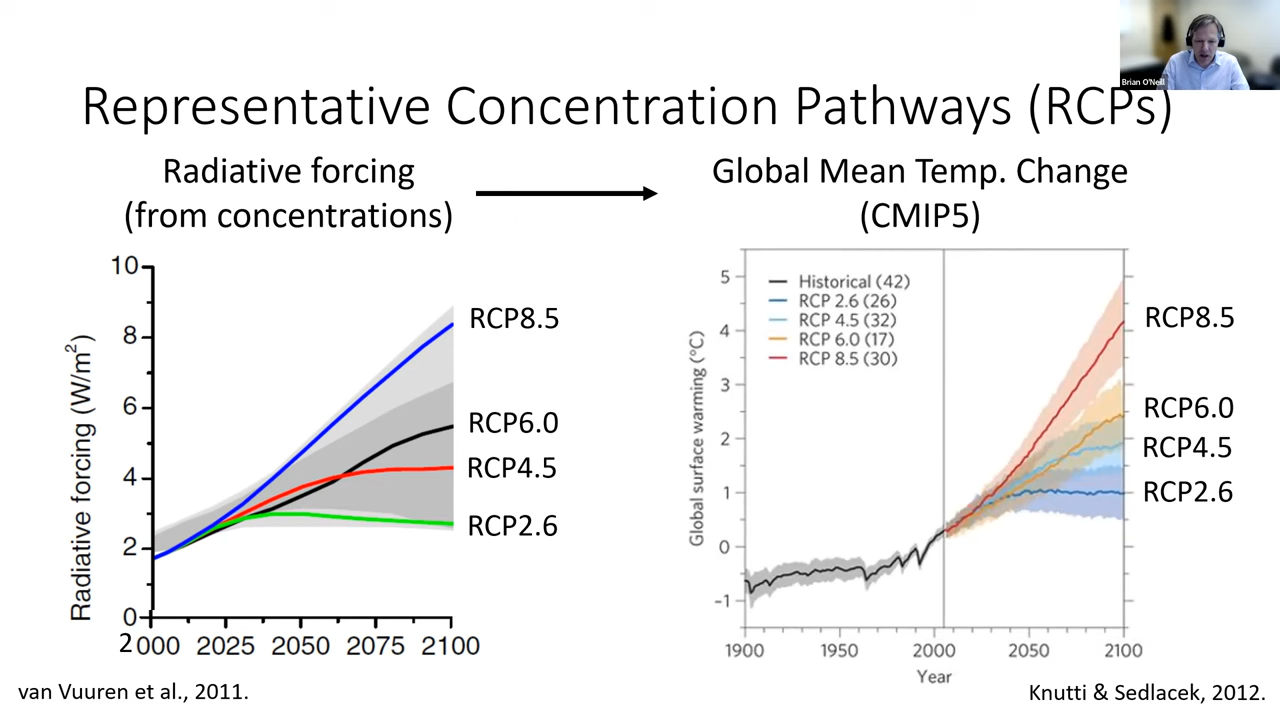 Brian O'Neill
Representative Concentration Pathways (RCPs)
Radiative forcing
(from concentrations)
Global Mean Temp. Change
(CMIP5)
Radiative forcing (W/m²)
10
8
6
4
2
0
2000 2025 2050 2075 2100
RCP8.5
RCP6.0
RCP4.5
RCP2.6
Global surface warming (°C)
5
4
3
2
1
0
-1
Historical (42)
RCP 2.6 (26)
RCP 4.5 (32)
RCP 6.0 (17)
RCP 8.5 (30)
RCP8.5
RCP6.0
RCP4.5
RCP2.6
1900 1950 2000 2050 2100
Year
van Vuuren et al., 2011.
Knutti & Sedlacek, 2012.